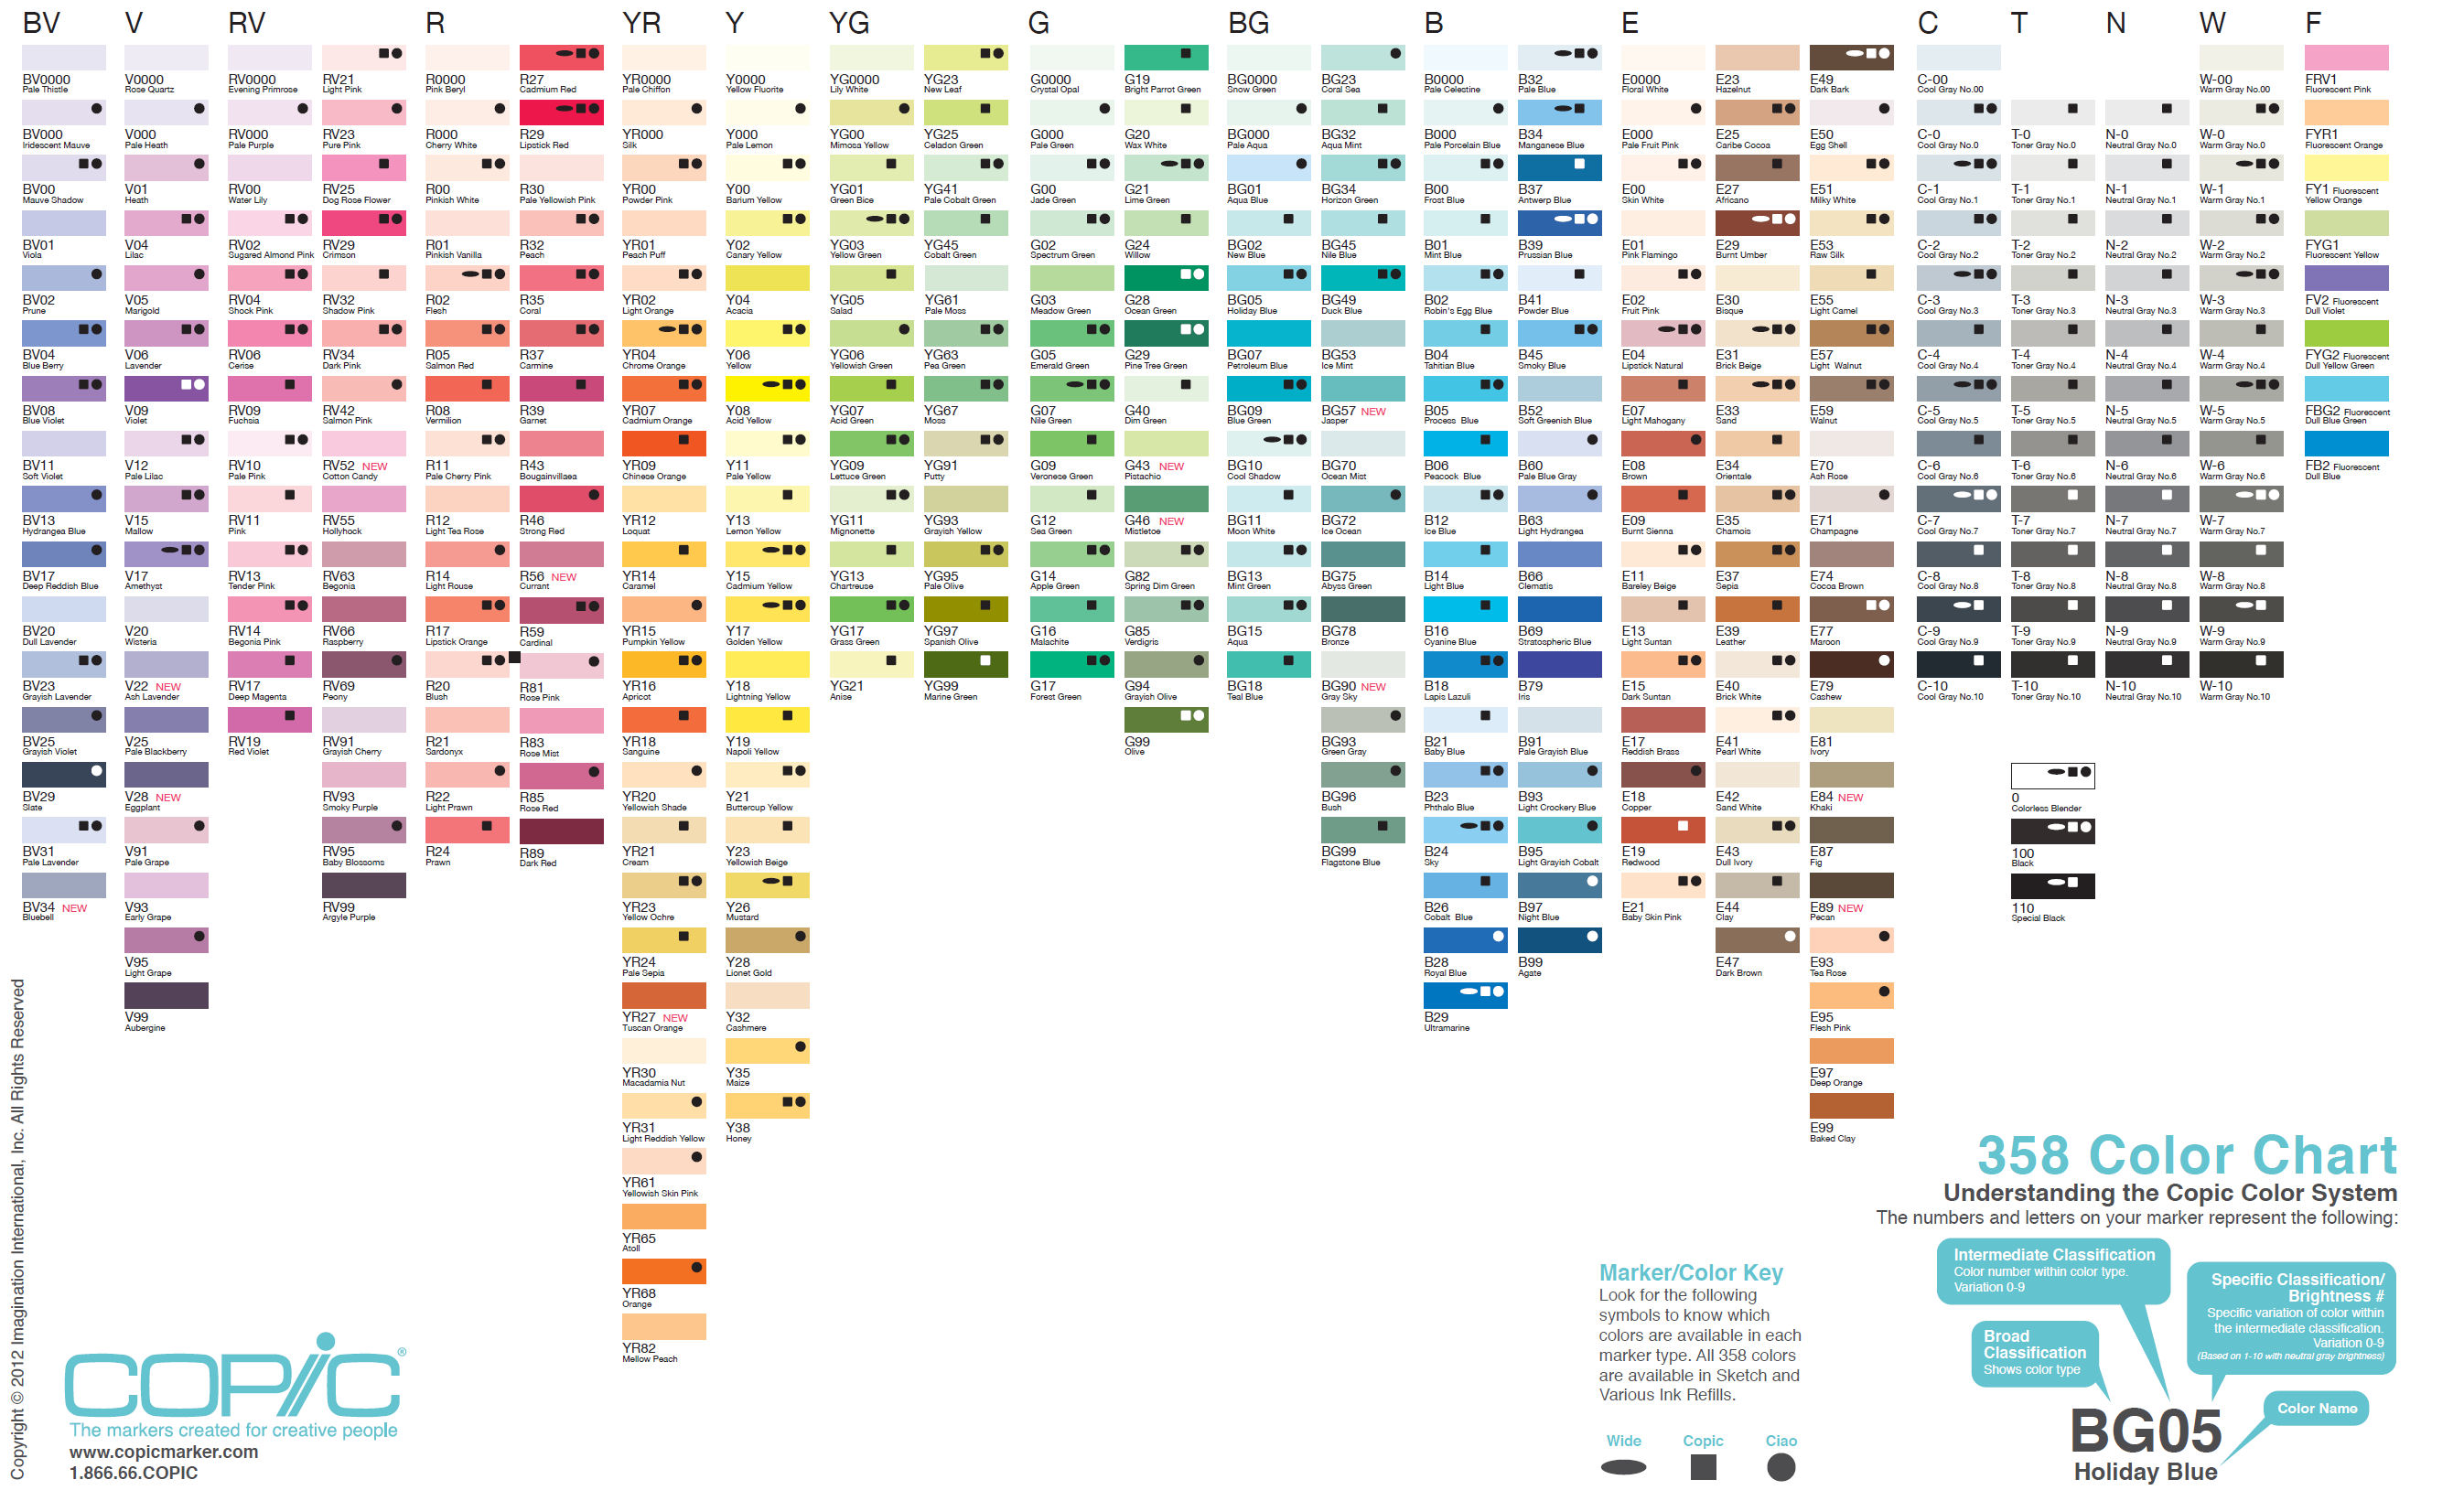 BV
BV0000
Pale Thistle
BV000
Iridescent Mauve
BV00
Mauve Shadow
BV01
Viola
BV02
Prune
BV04
Blue Berry
BV08
Blue Violet
BV11
Soft Violet
BV13
Hydrangea Blue
BV17
Deep Reddish Blue
BV20
Dull Lavender
BV23
Grayish Lavender
BV25
Grayish Violet
BV29
Slate
BV31
Pale Lavender
BV34 NEW
Bluebell
V
V0000
Rose Quartz
V000
Pale Heath
V01
Heath
V04
Lilac
V05
Marigold
V06
Lavender
V09
Violet
V12
Pale Lilac
V15
Mallow
V17
Amethyst
V20
Wisteria
V22 NEW
Ash Lavender
V25
Pale Blackberry
V28 NEW
Eggplant
V91
Pale Grape
V93
Early Grape
V95
Light Grape
V99
Aubergine
RV
RV0000
Evening Primrose
RV000
Pale Purple
RV00
Water Lily
RV02
Sugared Almond Pink
RV04
Shock Pink
RV06
Cerise
RV09
Fuchsia
RV10
Pale Pink
RV11
Pink
RV13
Tender Pink
RV14
Begonia Pink
RV17
Deep Magenta
RV19
Red Violet
RV21
Light Pink
RV23
Pure Pink
RV25
Dog Rose Flower
RV29
Crimson
RV32
Shadow Pink
RV34
Dark Pink
RV42
Salmon Pink
RV52 NEW
Cotton Candy
RV55
Hollyhock
RV63
Begonia
RV66
Raspberry
RV69
Peony
RV91
Grayish Cherry
RV93
Smoky Purple
RV95
Baby Blossoms
RV99
Argyle Purple
R
R0000
Pink Beryl
R000
Cherry White
R00
Pinkish White
R01
Pinkish Vanilla
R02
Flesh
R05
Salmon Red
R08
Vermilion
R11
Pale Cherry Pink
R12
Light Tea Rose
R14
Light Rouse
R17
Lipstick Orange
R20
Blush
R21
Sardonyx
R22
Light Prawn
R24
Prawn
R27
Cadmium Red
R29
Lipstick Red
R30
Pale Yellowish Pink
R32
Peach
R35
Coral
R37
Carmine
R39
Garnet
R43
Bougainvillaea
R46
Strong Red
R56 NEW
Currant
R59
Cardinal
R81
Rose Pink
R83
Rose Mist
R85
Rose Red
R89
Dark Red
YR
YR0000
Pale Chiffon
YR000
Silk
YR00
Powder Pink
YR01
Peach Puff
YR02
Light Orange
YR04
Chrome Orange
YR07
Cadmium Orange
YR09
Chinese Orange
YR12
Loquat
YR14
Caramel
YR15
Pumpkin Yellow
YR16
Apricot
YR18
Sanguine
YR20
Yellowish Shade
YR21
Cream
YR23
Yellow Ochre
YR24
Pale Sepia
YR27 NEW
Tuscan Orange
YR30
Macadamia Nut
YR31
Light Reddish Yellow
YR61
Yellowish Skin Pink
YR65
Atoll
YR68
Orange
YR82
Mellow Peach
Y
Y0000
Yellow Fluorite
Y000
Pale Lemon
Y00
Barium Yellow
Y02
Canary Yellow
Y04
Acacia
Y06
Yellow
Y08
Acid Yellow
Y11
Pale Yellow
Y13
Lemon Yellow
Y15
Cadmium Yellow
Y17
Golden Yellow
Y18
Lightning Yellow
Y19
Napoli Yellow
Y21
Buttercup Yellow
Y23
Yellowish Beige
Y26
Mustard
Y28
Lionet Gold
Y32
Cashmere
Y35
Maize
Y38
Honey
YG
YG0000
Lily White
YG00
Mimosa Yellow
YG01
Green Bice
YG03
Yellow Green
YG05
Salad
YG06
Yellowish Green
YG07
Acid Green
YG09
Lettuce Green
YG11
Mignonette
YG13
Chartreuse
YG17
Grass Green
YG21
Anise
YG23
New Leaf
YG25
Celadon Green
YG41
Pale Cobalt Green
YG45
Cobalt Green
YG61
Pale Moss
YG63
Pea Green
YG67
Moss
YG91
Putty
YG93
Grayish Yellow
YG95
Pale Olive
YG97
Spanish Olive
YG99
Marine Green
G
G0000
Crystal Opal
G000
Pale Green
G00
Jade Green
G02
Spectrum Green
G03
Meadow Green
G05
Emerald Green
G07
Nile Green
G09
Veronese Green
G12
Sea Green
G14
Apple Green
G16
Malachite
G17
Forest Green
G19
Bright Parrot Green
G20
Wax White
G21
Lime Green
G24
Willow
G28
Ocean Green
G29
Pine Tree Green
G40
Dim Green
G43 NEW
Pistachio
G46 NEW
Mistletoe
G82
Spring Dim Green
G85
Verdigris
G94
Grayish Olive
G99
Olive
BG
BG0000
Snow Green
BG000
Pale Aqua
BG01
Aqua Blue
BG02
New Blue
BG05
Holiday Blue
BG07
Petroleum Blue
BG09
Blue Green
BG10
Cool Shadow
BG11
Moon White
BG13
Mint Green
BG15
Aqua
BG18
Teal Blue
BG23
Coral Sea
BG32
Aqua Mint
BG34
Horizon Green
BG45
Nile Blue
BG49
Duck Blue
BG53
Ice Mint
BG57 NEW
Jasper
BG70
Ocean Mist
BG72
Ice Ocean
BG75
Abyss Green
BG78
Bronze
BG90 NEW
Gray Sky
BG93
Green Gray
BG96
Bush
BG99
Flagstone Blue
B
B0000
Pale Celestine
B000
Pale Porcelain Blue
B00
Frost Blue
B01
Mint Blue
B02
Robin's Egg Blue
B04
Tahitian Blue
B05
Process Blue
B06
Peacock Blue
B12
Ice Blue
B14
Light Blue
B16
Cyanine Blue
B18
Lapis Lazuli
B21
Baby Blue
B23
Phthalo Blue
B24
Sky
B26
Cobalt Blue
B28
Royal Blue
B29
Ultramarine
B32
Pale Blue
B34
Manganese Blue
B37
Antwerp Blue
B39
Prussian Blue
B41
Powder Blue
B45
Smoky Blue
B52
Soft Greenish Blue
B60
Pale Blue Gray
B63
Light Hydrangea
B66
Clematis
B69
Stratospheric Blue
B79
Iris
B91
Pale Grayish Blue
B93
Light Crockery Blue
B95
Light Grayish Cobalt
B97
Night Blue
B99
Agate
E
E0000
Floral White
E000
Pale Fruit Pink
E00
Skin White
E01
Pink Flamingo
E02
Fruit Pink
E04
Lipstick Natural
E07
Light Mahogany
E08
Brown
E09
Burnt Sienna
E11
Bareley Beige
E13
Light Suntan
E15
Dark Suntan
E17
Reddish Brass
E18
Copper
E19
Redwood
E21
Baby Skin Pink
E23
Hazelnut
E25
Caribe Cocoa
E27
Africano
E29
Burnt Umber
E30
Bisque
E31
Brick Beige
E33
Sand
E34
Orientale
E35
Chamois
E37
Sepia
E39
Leather
E40
Brick White
E41
Pearl White
E42
Sand White
E43
Dull Ivory
E44
Clay
E47
Dark Brown
E49
Dark Bark
E50
Egg Shell
E51
Milky White
E53
Raw Silk
E55
Light Camel
E57
Light Walnut
E59
Walnut
E70
Ash Rose
E71
Champagne
E74
Cocoa Brown
E77
Maroon
E79
Cashew
E81
Ivory
E84 NEW
Khaki
E87
Fig
E89 NEW
Pecan
E93
Tea Rose
E95
Flesh Pink
E97
Deep Orange
E99
Baked Clay
C
C-00
Cool Gray No.00
C-0
Cool Gray No.0
C-1
Cool Gray No.1
C-2
Cool Gray No.2
C-3
Cool Gray No.3
C-4
Cool Gray No.4
C-5
Cool Gray No.5
C-6
Cool Gray No.6
C-7
Cool Gray No.7
C-8
Cool Gray No.8
C-9
Cool Gray No.9
C-10
Cool Gray No.10
T
T-0
Toner Gray No.0
T-1
Toner Gray No.1
T-2
Toner Gray No.2
T-3
Toner Gray No.3
T-4
Toner Gray No.4
T-5
Toner Gray No.5
T-6
Toner Gray No.6
T-7
Toner Gray No.7
T-8
Toner Gray No.8
T-9
Toner Gray No.9
T-10
Toner Gray No.10
0
Colorless Blender
100
Black
110
Special Black
N
N-0
Neutral Gray No.0
N-1
Neutral Gray No.1
N-2
Neutral Gray No.2
N-3
Neutral Gray No.3
N-4
Neutral Gray No.4
N-5
Neutral Gray No.5
N-6
Neutral Gray No.6
N-7
Neutral Gray No.7
N-8
Neutral Gray No.8
N-9
Neutral Gray No.9
N-10
Neutral Gray No.10
W
W-00
Warm Gray No.00
W-0
Warm Gray No.0
W-1
Warm Gray No.1
W-2
Warm Gray No.2
W-3
Warm Gray No.3
W-4
Warm Gray No.4
W-5
Warm Gray No.5
W-6
Warm Gray No.6
W-7
Warm Gray No.7
W-8
Warm Gray No.8
W-9
Warm Gray No.9
W-10
Warm Gray No.10
F
FRV1
Fluorescent Pink
FYR1
Fluorescent Orange
FY1 Fluorescent
Yellow Orange
FYG1
Fluorescent Yellow
FV2 Fluorescent
Dull Violet
FYG2 Fluorescent
Dull Yellow Green
FBG2 Fluorescent
Dull Blue Green
FB2 Fluorescent
Dull Blue
358 Color Chart
Understanding the Copic Color System
The numbers and letters on your marker represent the following:
Intermediate Classification
Color number within color type.
Variation 0-9
Specific Classification/
Brightness #
Specific variation of color within
the intermediate classification.
Variation 0-9
(Based on 1-10 with neutral gray brightness)
Broad
Classification
Shows color type
Color Name
BG05
Holiday Blue
Marker/Color Key
Look for the following
symbols to know which
colors are available in each
marker type. All 358 colors
are available in Sketch and
Various Ink Refills.
Wide Copic Ciao
COPIC®
The markers created for creative people
www.copicmarker.com
1.866.66.COPIC
Copyright © 2012 Imagination International, Inc. All Rights Reserved